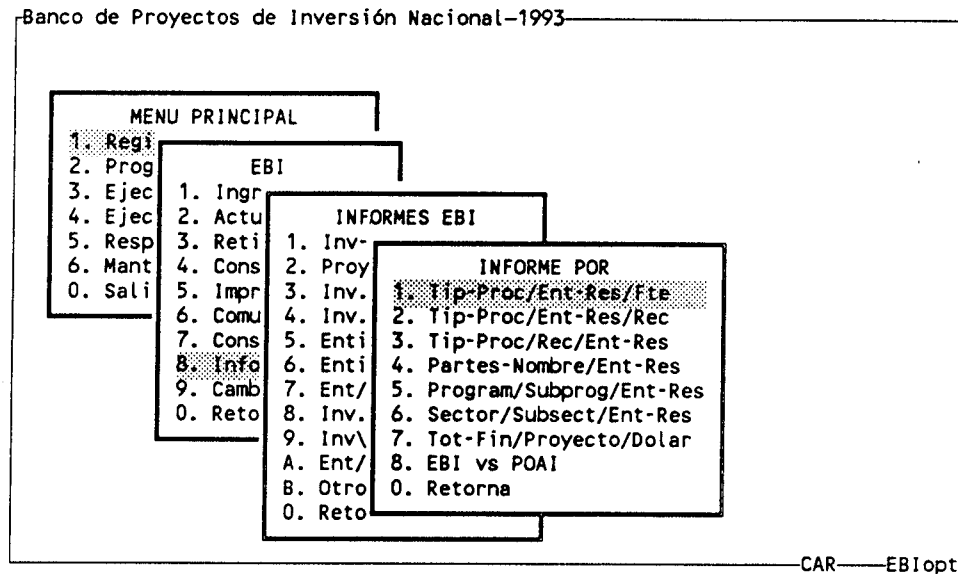 Banco de Proyectos de Inversión Nacional-1993
MENU PRINCIPAL
1. Regi
2. Prog
3. Ejec
4. Ejec
5. Resp
6. Mant
0. Sali
EBI
1. Ingr
2. Actu
3. Reti
4. Cons
5. Impr
6. Comu
7. Cons
8. Info
9. Camb
0. Reto
INFORMES EBI
1. Inv-
2. Proy
3. Inv.
4. Inv.
5. Enti
6. Enti
7. Ent/
8. Inv.
9. Inv\
A. Ent/
B. Otro
0. Reto
INFORME POR
1. Tip-Proc/Ent-Res/Fte
2. Tip-Proc/Ent-Res/Rec
3. Tip-Proc/Rec/Ent-Res
4. Partes-Nombre/Ent-Res
5. Program/Subprog/Ent-Res
6. Sector/Subsect/Ent-Res
7. Tot-Fin/Proyecto/Dolar
8. EBI vs POAI
0. Retorna
CAR EBIopt